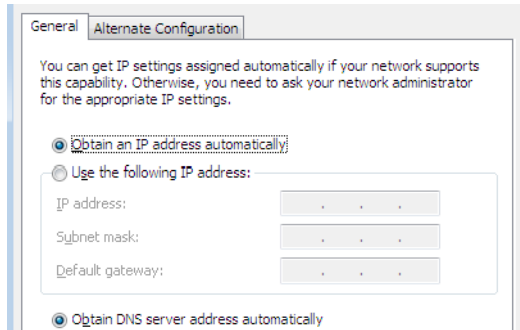 General
Alternate Configuration
You can get IP settings assigned automatically if your network supports
this capability. Otherwise, you need to ask your network administrator
for the appropriate IP settings.
Obtain an IP address automatically
Use the following IP address:
IP address:
Subnet mask:
Default gateway:
Obtain DNS server address automatically